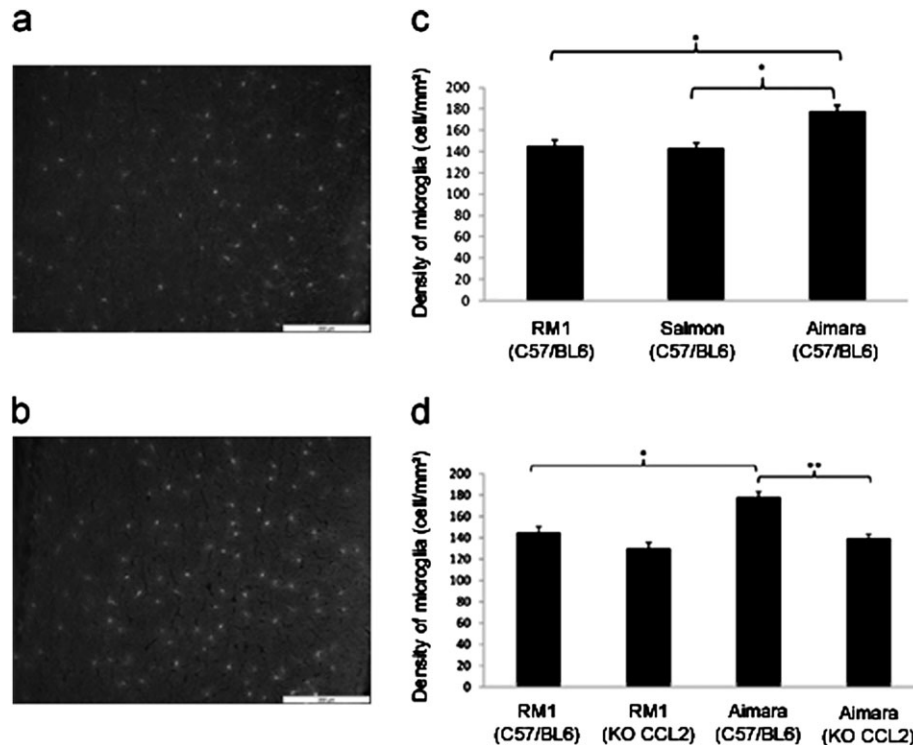 a
c
*
*
Density of microglia (cell/mm²)
200
180
160
140
120
100
80
60
40
20
0
RM1 Salmon Aimara
(C57/BL6) (C57/BL6) (C57/BL6)
b
d
*
**
Density of microglia (cell/mm²)
200
180
160
140
120
100
80
60
40
20
0
RM1 RM1 Aimara Aimara
(C57/BL6) (KO CCL2) (C57/BL6) (KO CCL2)